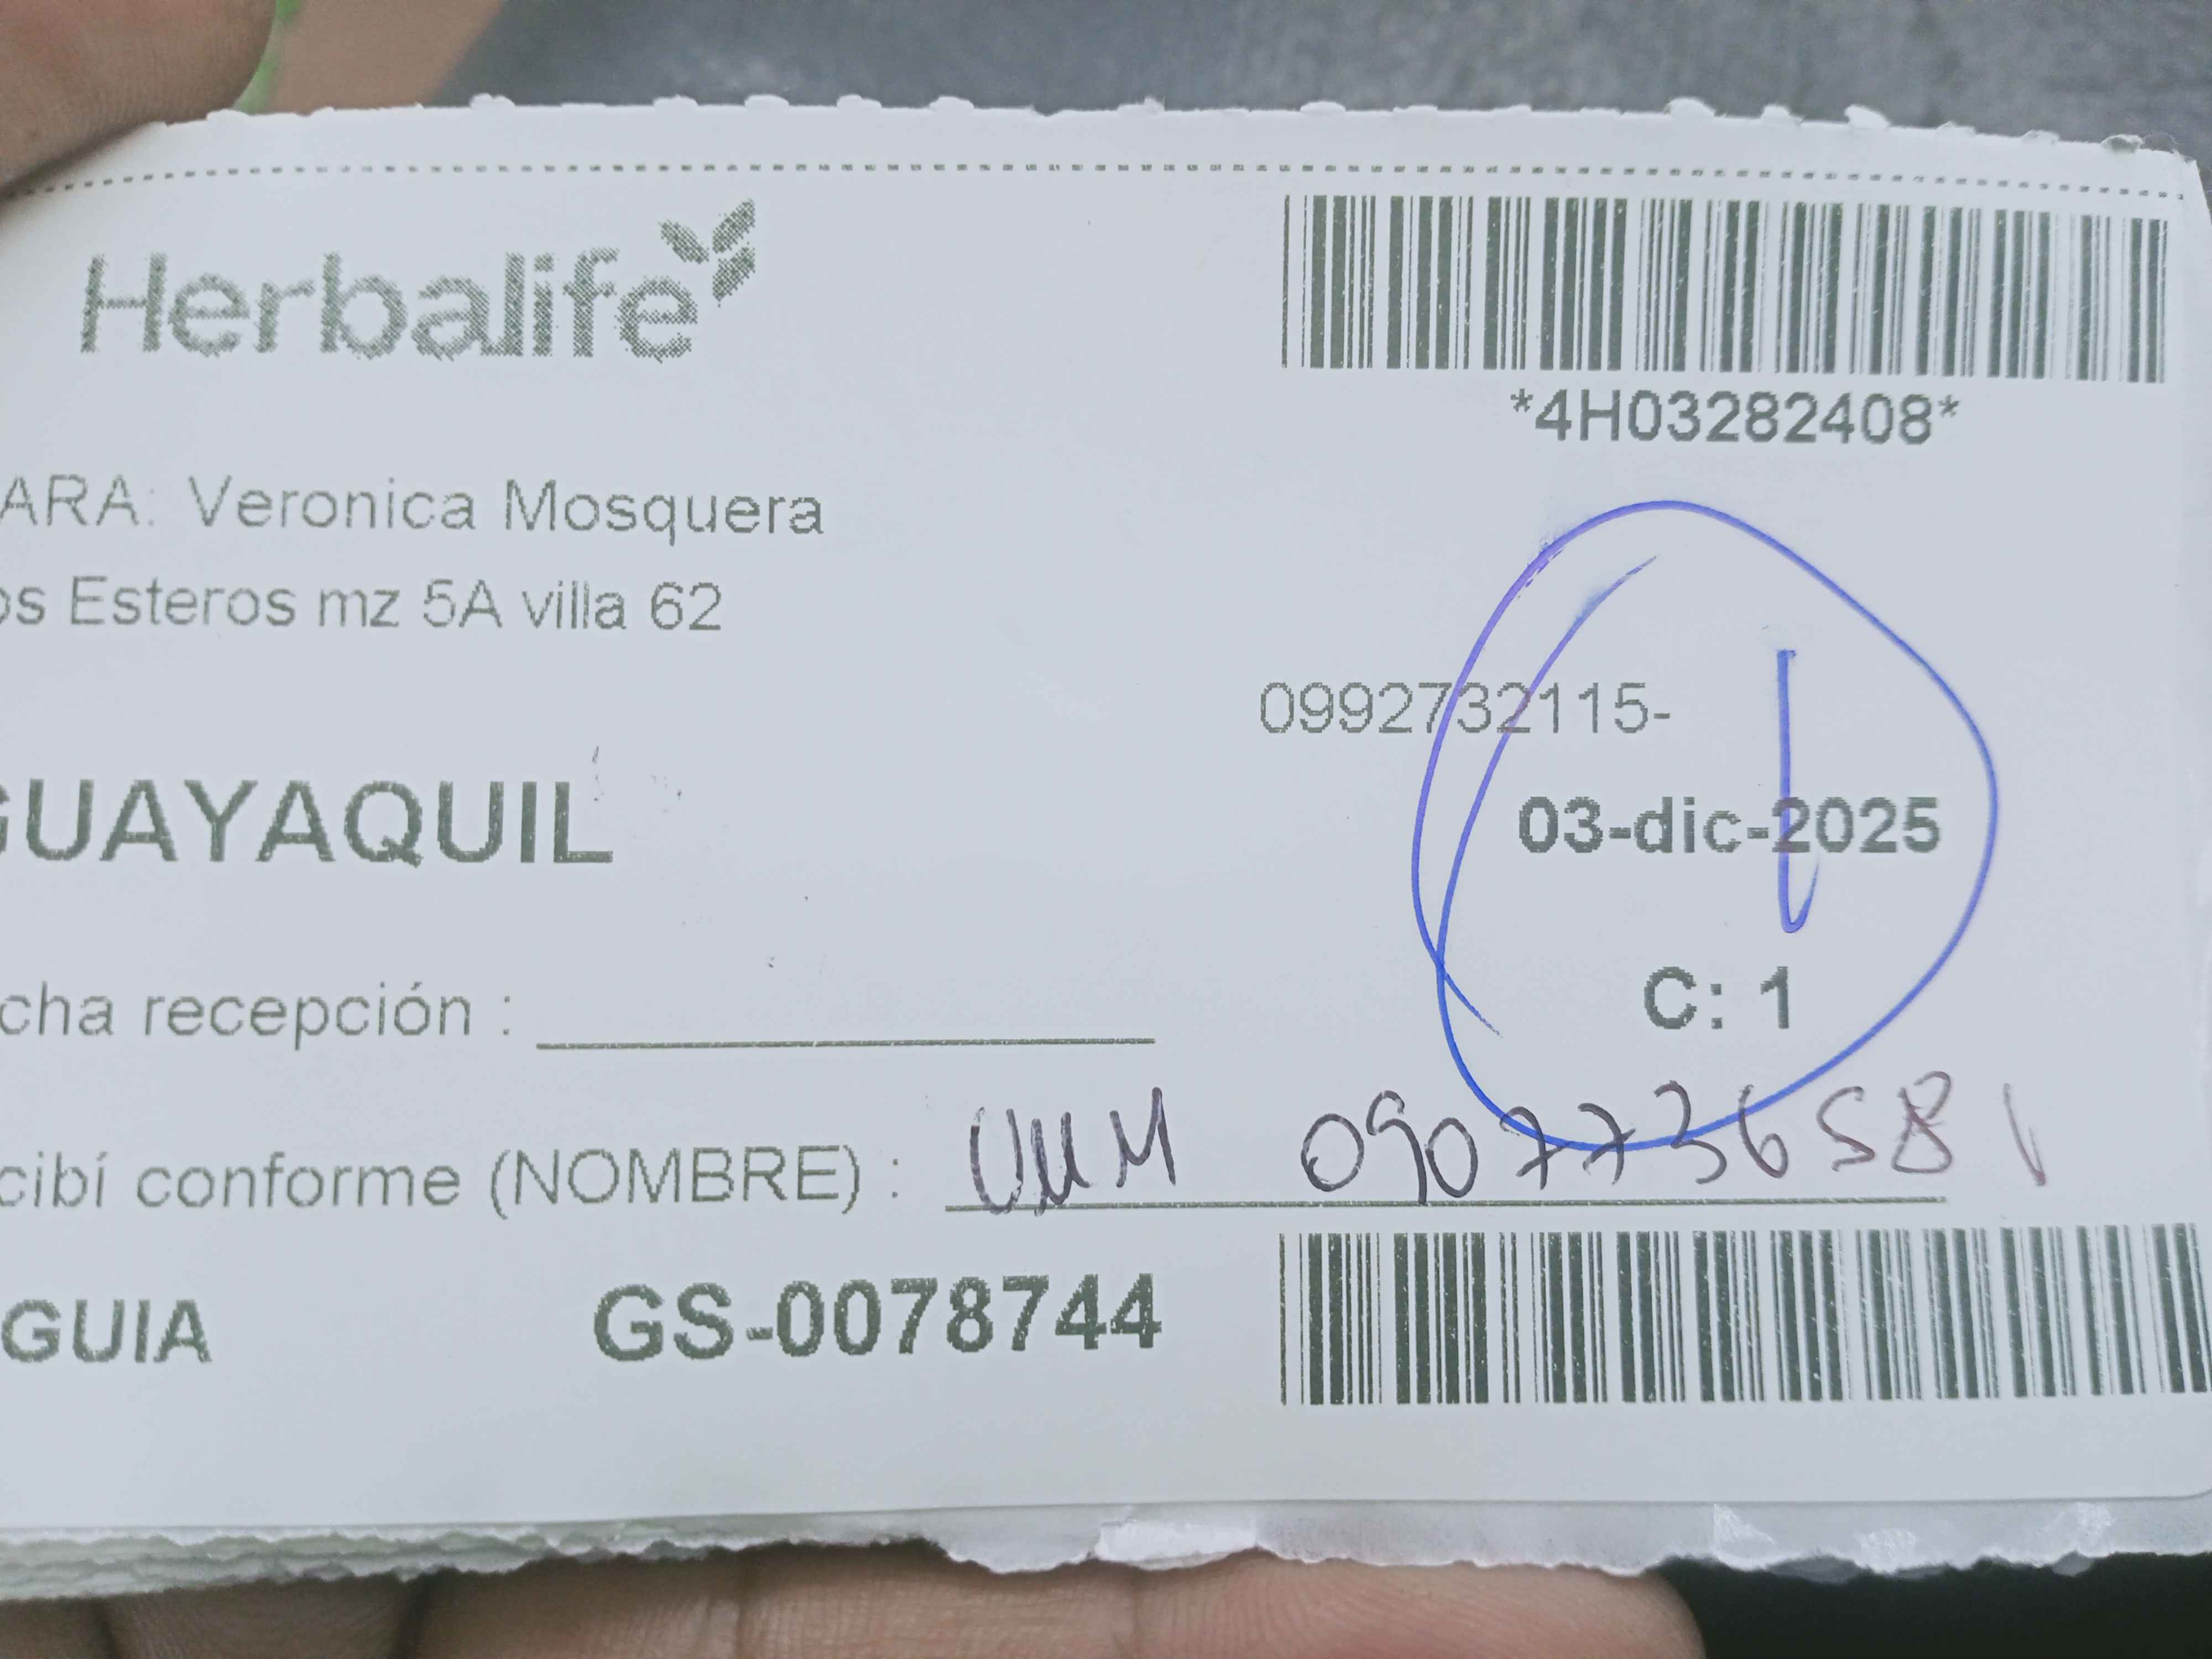 Herbalife
*4H03282408*
ARA: Veronica Mosquera
os Esteros mz 5A villa 62
0992732115-
GUAYAQUIL
03-dic-2025
C: 1
cha recepción :
cibí conforme (NOMBRE) : 0907736581
GUIA GS-0078744